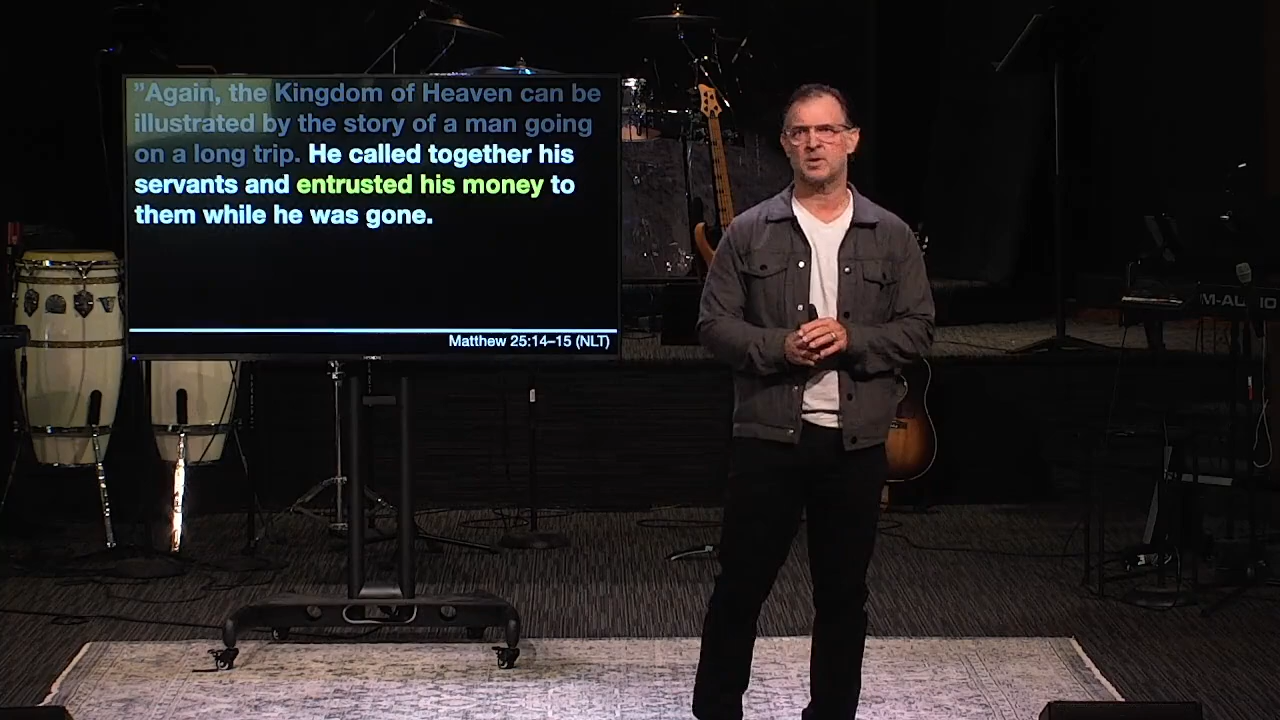 ”Again, the Kingdom of Heaven can be
illustrated by the story of a man going
on a long trip. He called together his
servants and entrusted his money to
them while he was gone.
Matthew 25:14–15 (NLT)
M-AUDIO